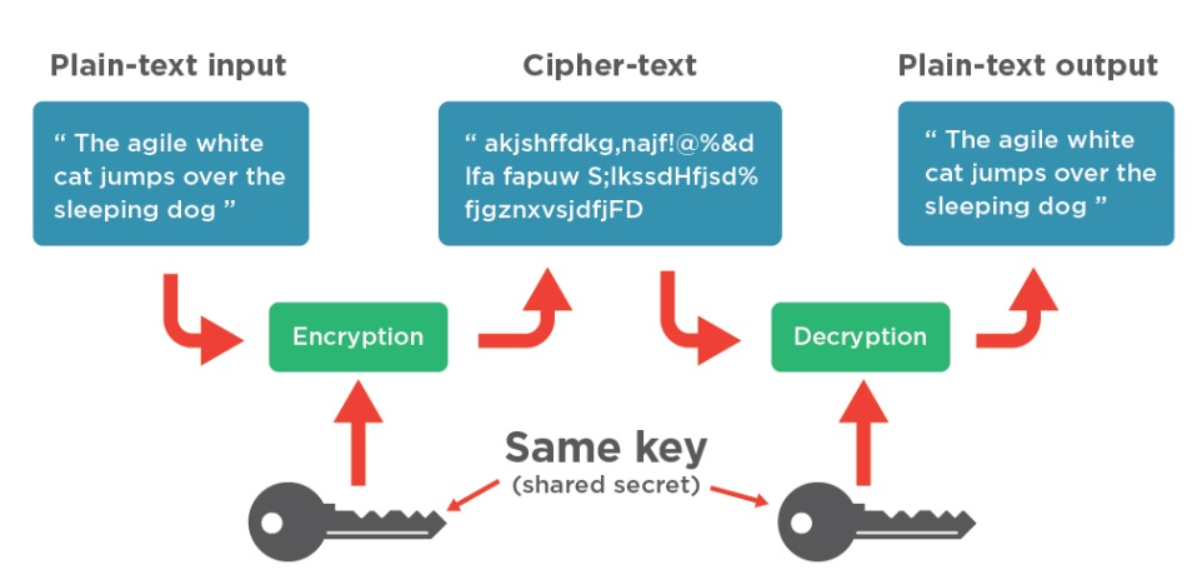 Plain-text input
Cipher-text
Plain-text output
“ The agile white
cat jumps over the
sleeping dog ”
“ akjshffdkg,najf!@%&d
lfa fapuw S;lkssdHfjsd%
fjgznxvsjdfjFD
“ The agile white
cat jumps over the
sleeping dog ”
Encryption
Decryption
Same key
(shared secret)